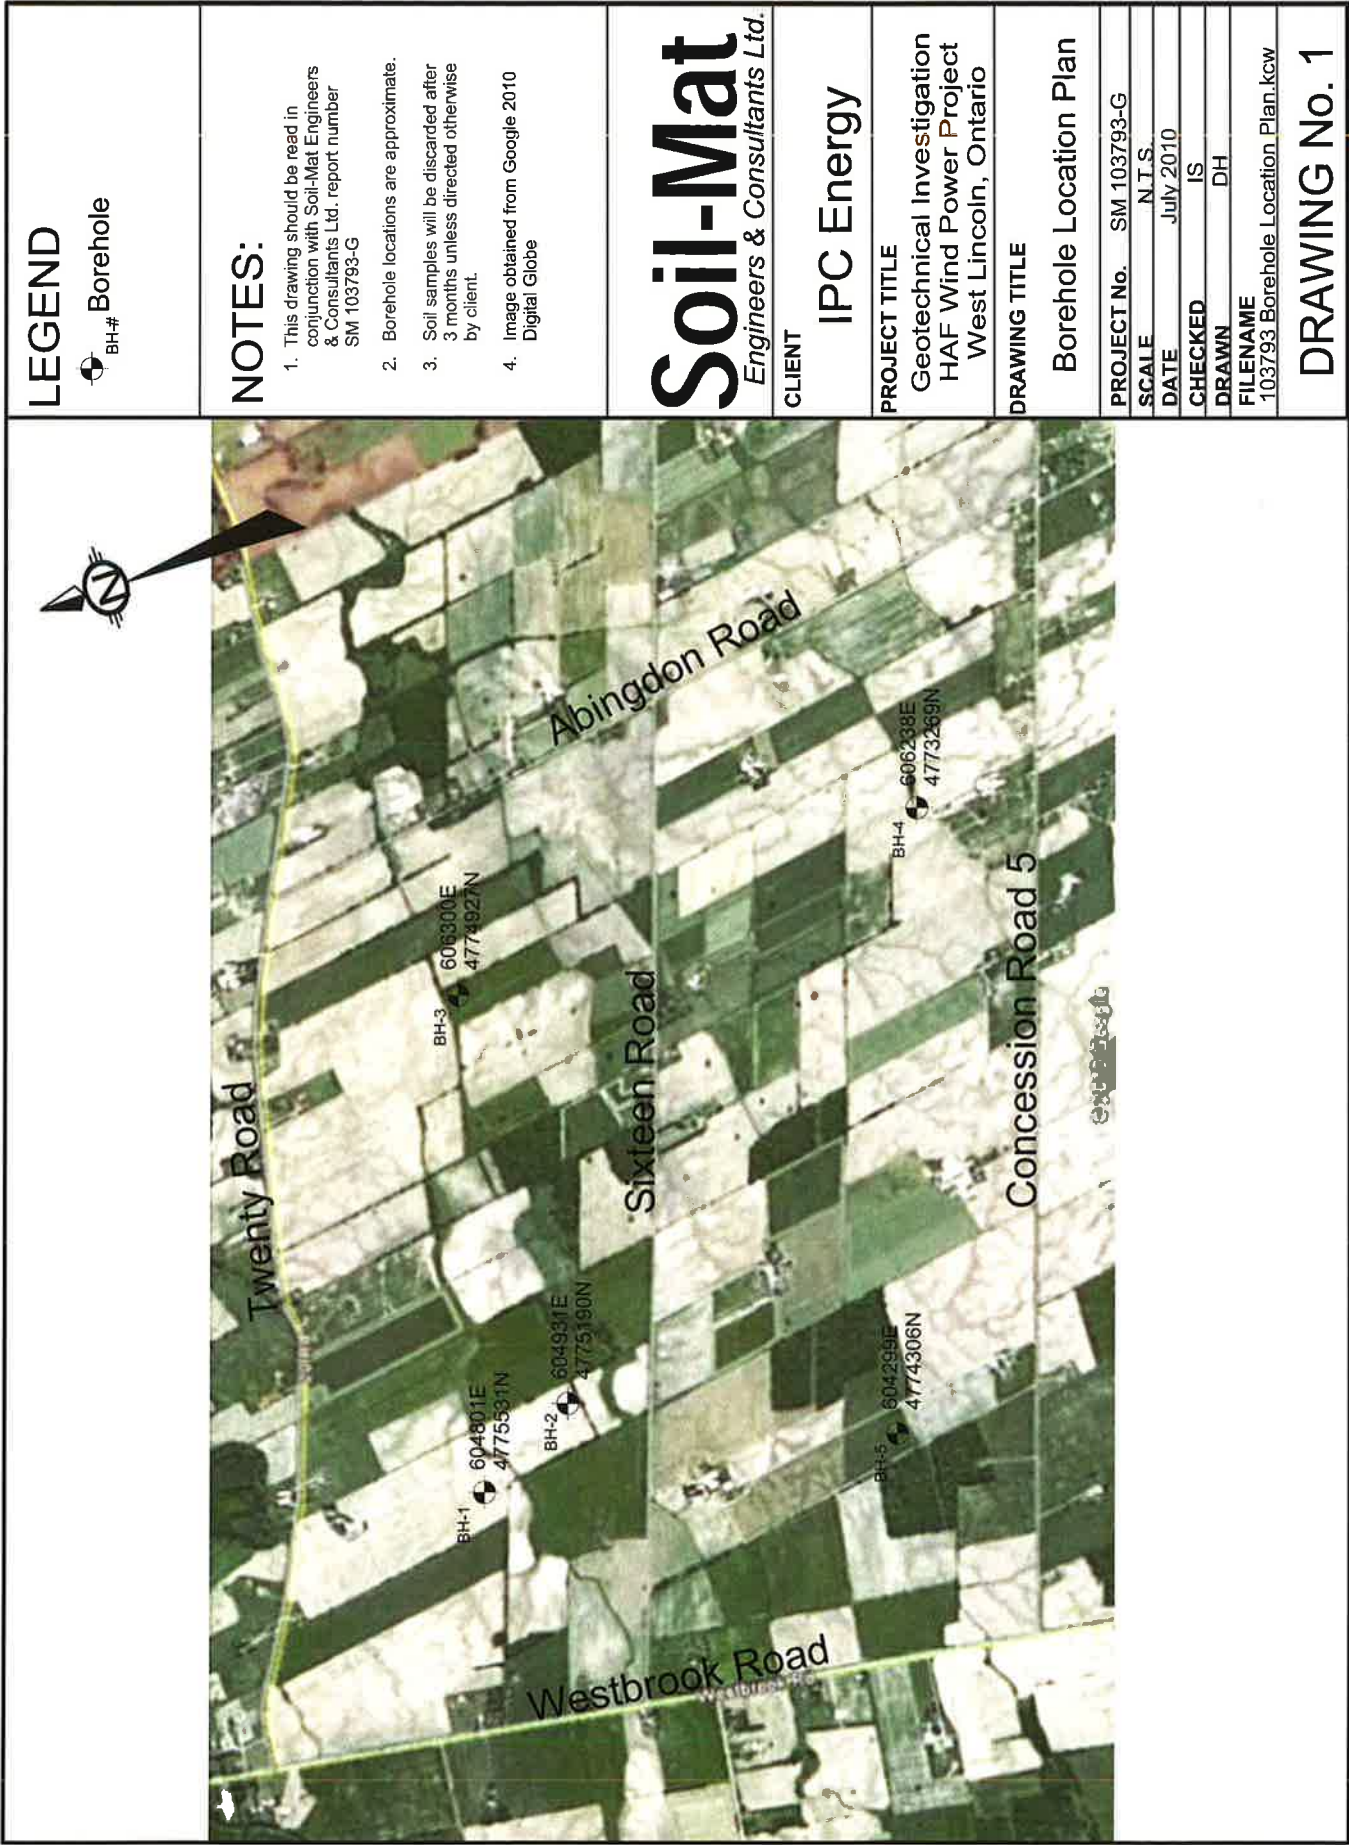 LEGEND
BH# Borehole
NOTES:
1. This drawing should be read in
conjunction with Soil-Mat Engineers
& Consultants Ltd. report number
SM 103793-G
2. Borehole locations are approximate.
3. Soil samples will be discarded after
3 months unless directed otherwise
by client.
4. Image obtained from Google 2010
Digital Globe
Soil-Mat
Engineers & Consultants Ltd.
CLIENT
IPC Energy
PROJECT TITLE
Geotechnical Investigation
HAF Wind Power Project
West Lincoln, Ontario
DRAWING TITLE
Borehole Location Plan
PROJECT No. SM 103793-G
SCALE N.T.S.
DATE July 2010
CHECKED IS
DRAWN DH
FILENAME
103793 Borehole Location Plan.kcw
DRAWING No. 1
N
Twenty Road
Sixteen Road
Concession Road 5
Abingdon Road
Westbrook Road
BH-1
604801E
4775531N
BH-2
604931E
4775190N
BH-3
606300E
4774927N
BH-4
606238E
4773269N
BH-5
604299E
4774306N